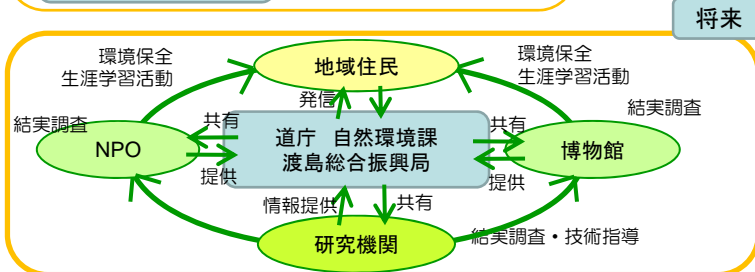 将来
環境保全
生涯学習活動
地域住民
環境保全
生涯学習活動
発信
結実調査
共有
道庁 自然環境課
渡島総合振興局
共有
結実調査
NPO
博物館
提供
提供
情報提供
共有
研究機関
結実調査・技術指導